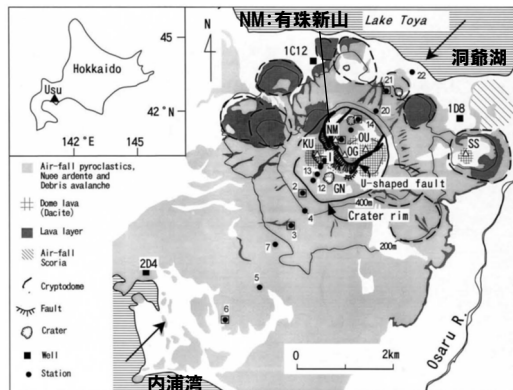 NM:有珠新山
Lake Toya
洞爺湖
45
42°N
142°E
145
Hokkaido
Usu
N
1C12
22
21
20
1D8
14
NM
OU
KU
OG
I
SS
13
12
GN
U-shaped fault
2
400m
Crater rim
4
3
200m
7
2D4
5
6
Osaru R.
0
2km
内浦湾
Air-fall pyroclastics,
Nuee ardente and
Debris avalanche
Dome lava
(Dacite)
Lava layer
Air-fall
Scoria
Cryptodome
Fault
Crater
Well
Station